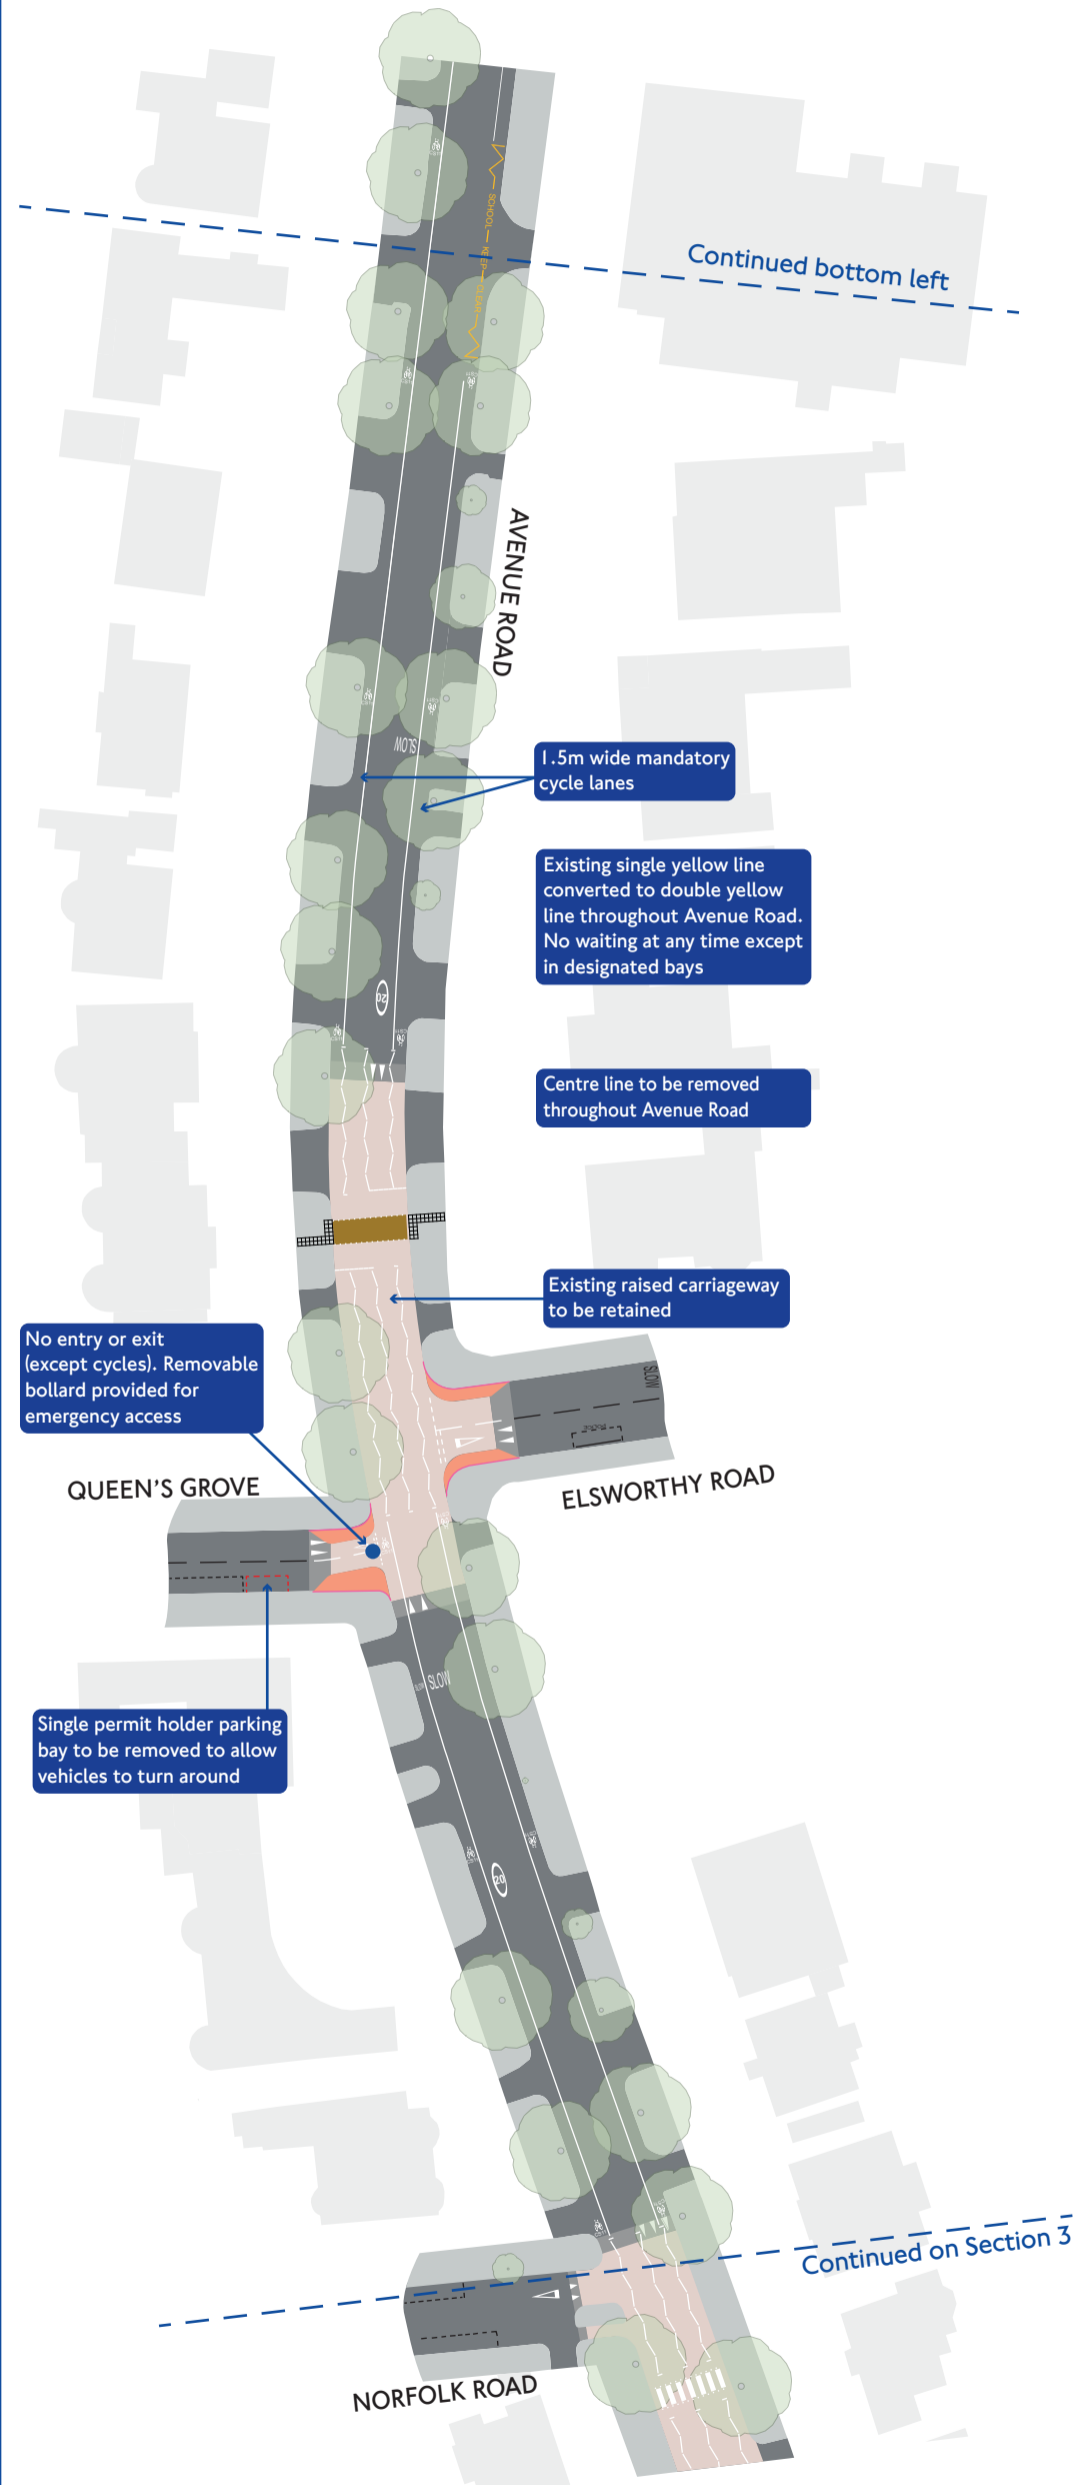 SCHOOL KEEP CLEAR
Continued bottom left
AVENUE ROAD
SLOW
1.5m wide mandatory
cycle lanes
Existing single yellow line
converted to double yellow
line throughout Avenue Road.
No waiting at any time except
in designated bays
20
Centre line to be removed
throughout Avenue Road
Existing raised carriageway
to be retained
No entry or exit
(except cycles). Removable
bollard provided for
emergency access
SLOW
QUEEN'S GROVE
ELSWORTHY ROAD
SLOW
Single permit holder parking
bay to be removed to allow
vehicles to turn around
20
Continued on Section 3
NORFOLK ROAD